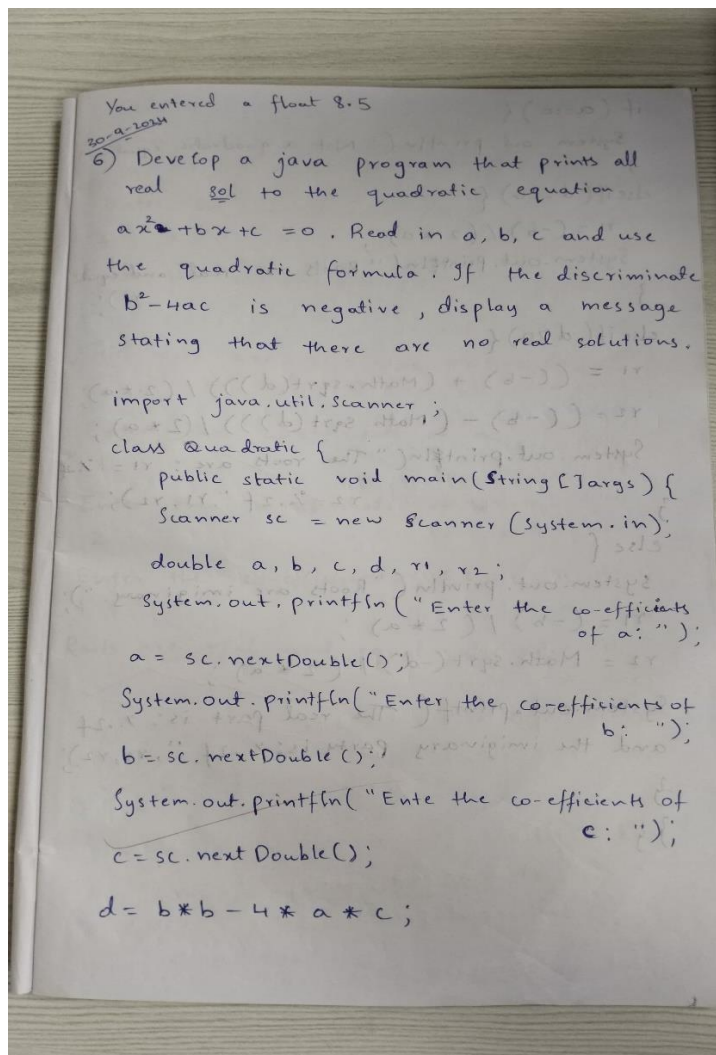 You entered a float 8.5
30-9-2024
6) Develop a java program that prints all
real sol to the quadratic equation
ax² +bx +c =0. Read in a, b, c and use
the quadratic formula. If the discriminate
b²-4ac is negative, display a message
stating that there are no real solutions.
import java.util.Scanner;
class Quadratic {
public static void main(String []args) {
Scanner sc = new Scanner (System.in);
double a, b, c, d, r1, r2;
System.out.printfln("Enter the co-efficients
of a: ");
a = sc.nextDouble();
System.out.printfln("Enter the co-efficients of
b: ");
b = sc.nextDouble();
System.out.printfln("Ente the co-efficients of
c: ");
c = sc.next Double();
d = b*b - 4* a * c;